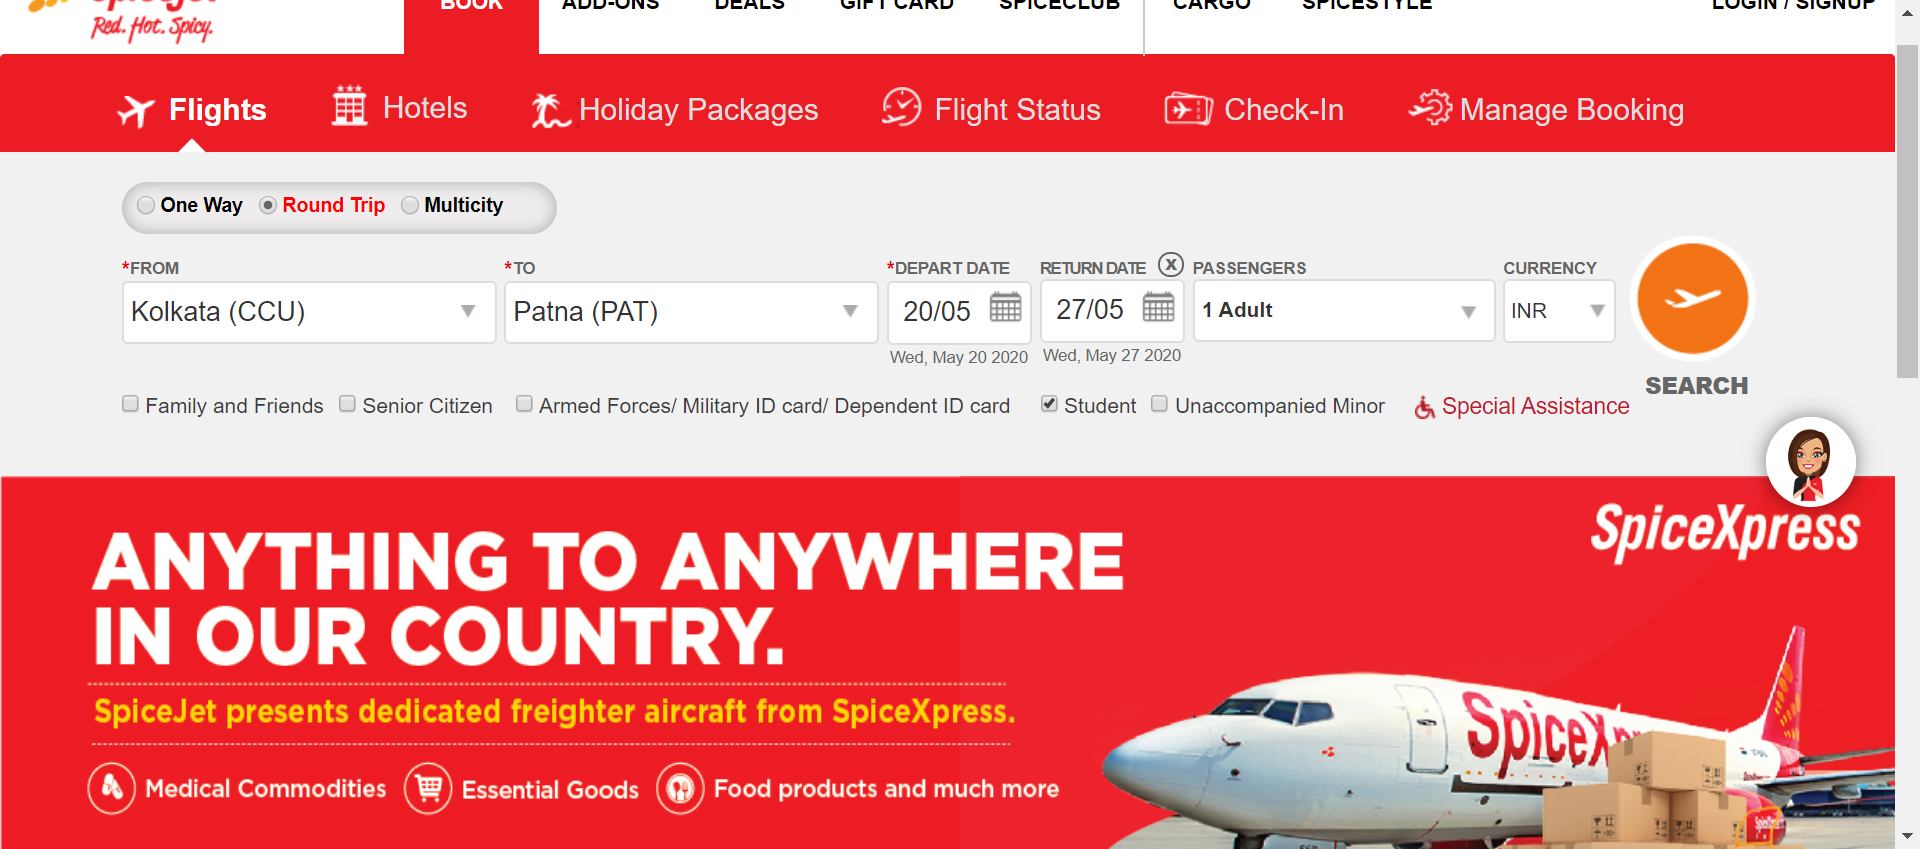 SpiceJet
Red. Hot. Spicy.
BOOK ADD-ONS DEALS GIFT CARD SPICECLUB CARGO SPICESTYLE LOGIN / SIGNUP
Flights Hotels Holiday Packages Flight Status Check-In Manage Booking
One Way Round Trip Multicity
*FROM *TO *DEPART DATE RETURN DATE X PASSENGERS CURRENCY
Kolkata (CCU) Patna (PAT) 20/05 27/05 1 Adult INR
Wed, May 20 2020 Wed, May 27 2020
SEARCH
Family and Friends Senior Citizen Armed Forces/ Military ID card/ Dependent ID card Student Unaccompanied Minor Special Assistance
SpiceXpress
ANYTHING TO ANYWHERE
IN OUR COUNTRY.
SpiceJet presents dedicated freighter aircraft from SpiceXpress.
Medical Commodities Essential Goods Food products and much more
SpiceXpr